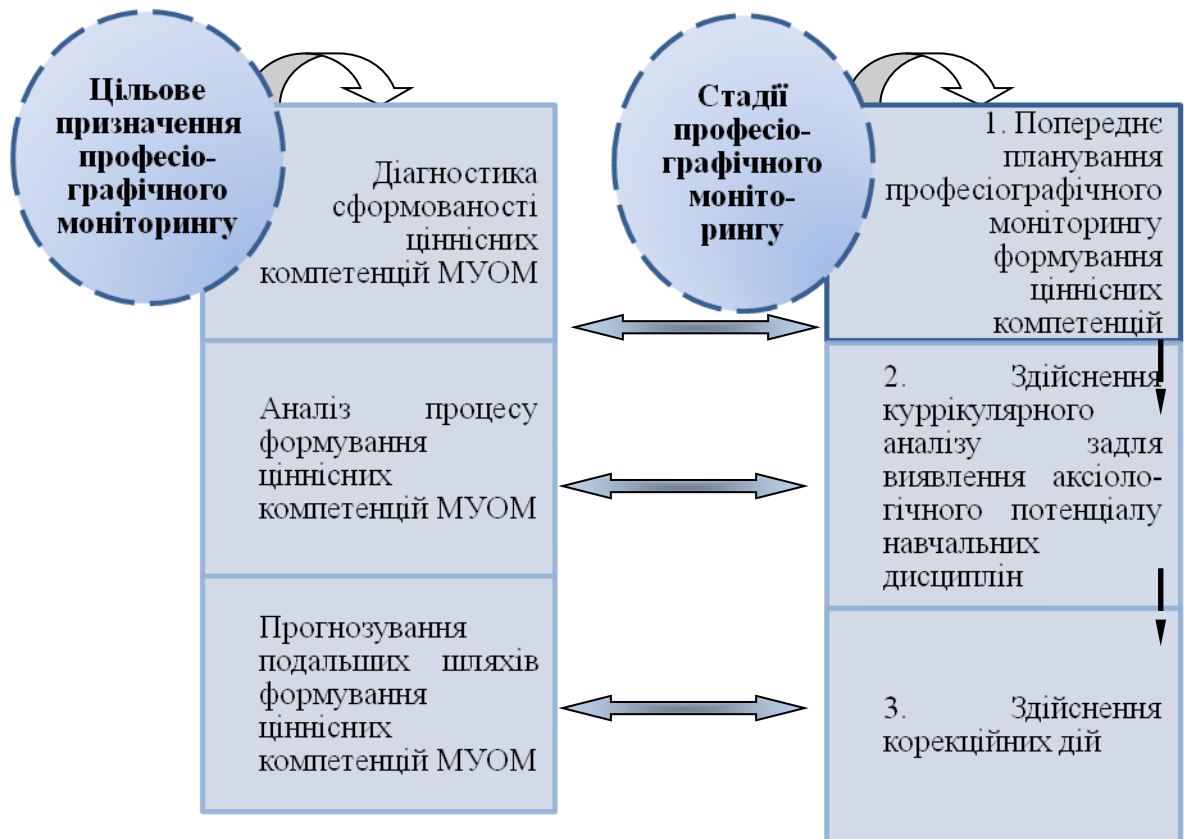 Цільове
призначення
професіо-
графічного
моніторингу
Діагностика
сформованості
ціннісних
компетенцій МУОМ
Аналіз процесу
формування
ціннісних
компетенцій МУОМ
Прогнозування
подальших шляхів
формування
ціннісних
компетенцій МУОМ
Стадії
професіо-
графічного
моніто-
рингу
1. Попереднє
планування
професіографічного
моніторингу
формування
ціннісних
компетенцій
2. Здійснення
куррікулярного
аналізу задля
виявлення аксіоло-
гічного потенціалу
навчальних
дисциплін
3. Здійснення
корекційних дій